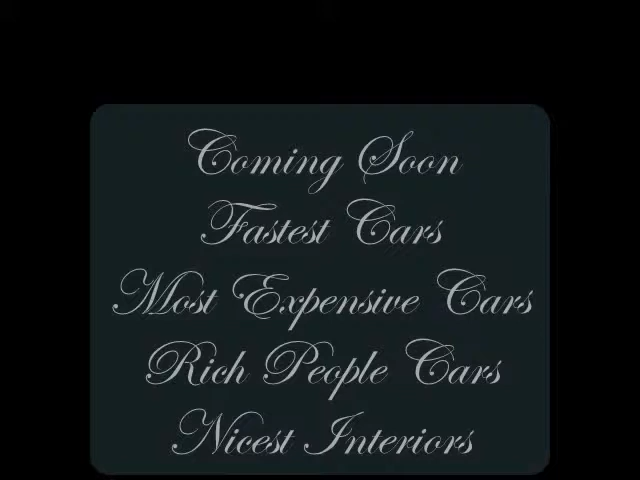 Coming Soon
Fastest Cars
Most Expensive Cars
Rich People Cars
Nicest Interiors